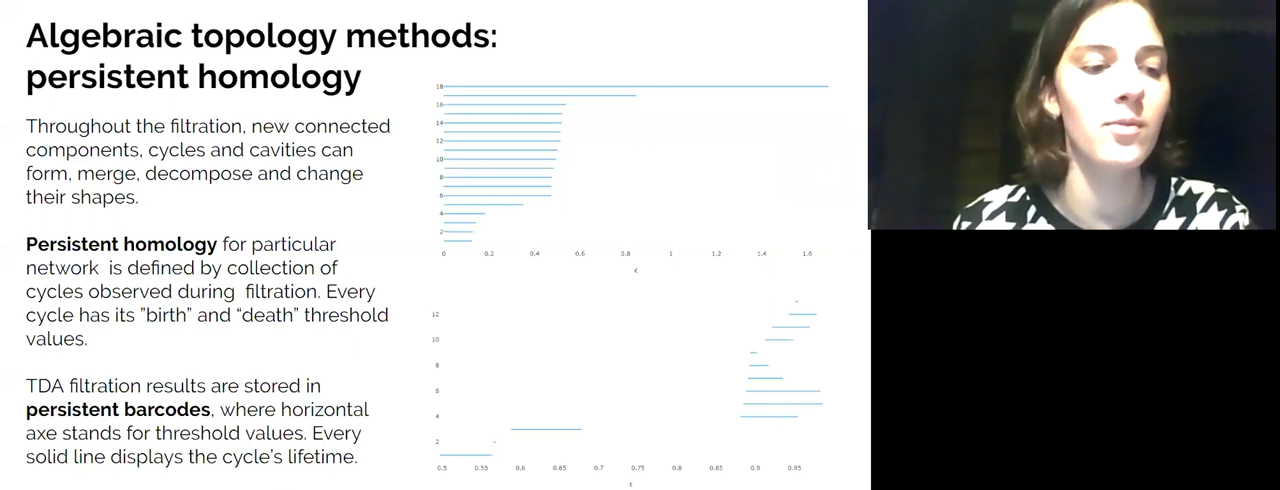 Algebraic topology methods:
persistent homology
Throughout the filtration, new connected
components, cycles and cavities can
form, merge, decompose and change
their shapes.
Persistent homology for particular
network is defined by collection of
cycles observed during filtration. Every
cycle has its "birth" and "death" threshold
values.
TDA filtration results are stored in
persistent barcodes, where horizontal
axe stands for threshold values. Every
solid line displays the cycle's lifetime.
18
16
14
12
10
8
6
4
2
0 0.2 0.4 0.6 0.8 1 1.2 1.4 1.6
ϵ
12
10
8
6
4
2
0.5 0.55 0.6 0.65 0.7 0.75 0.8 0.85 0.9 0.95
ϵ